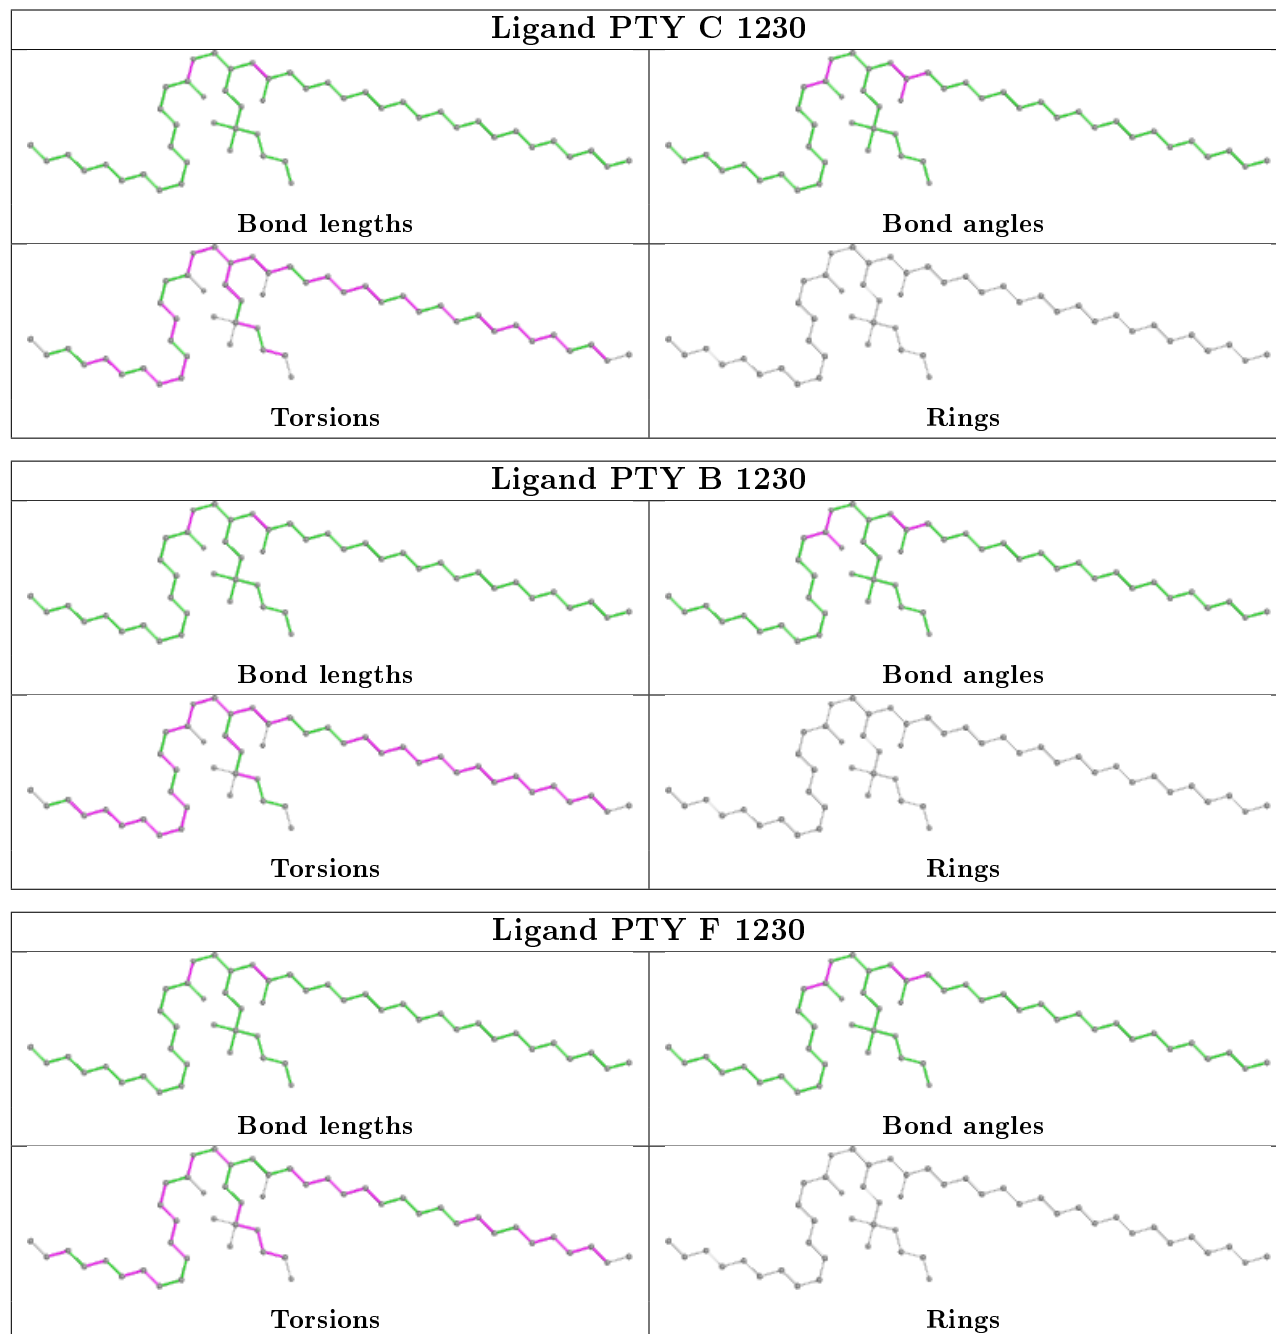 Ligand PTY C 1230
Bond lengths
Bond angles
Torsions
Rings
Ligand PTY B 1230
Bond lengths
Bond angles
Torsions
Rings
Ligand PTY F 1230
Bond lengths
Bond angles
Torsions
Rings